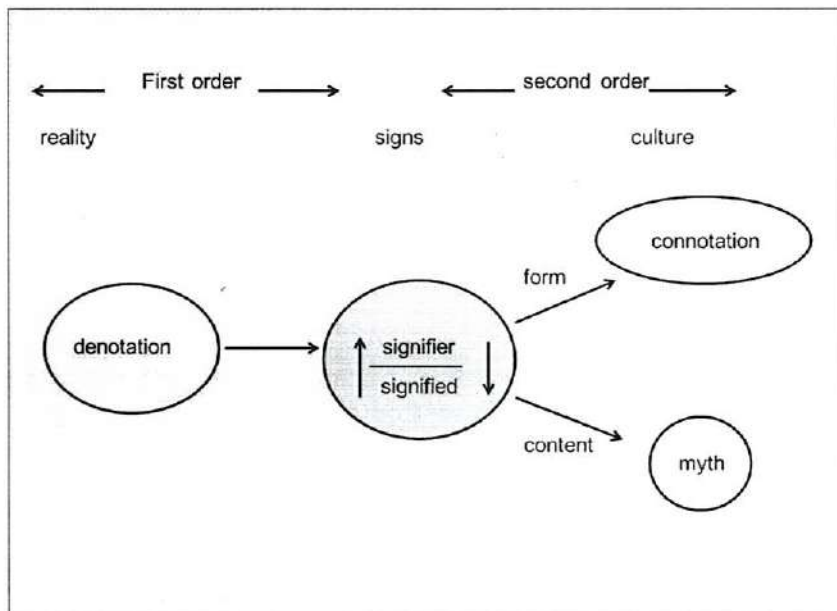 First order
second order
reality
signs
culture
connotation
form
denotation
signifier
signified
content
myth